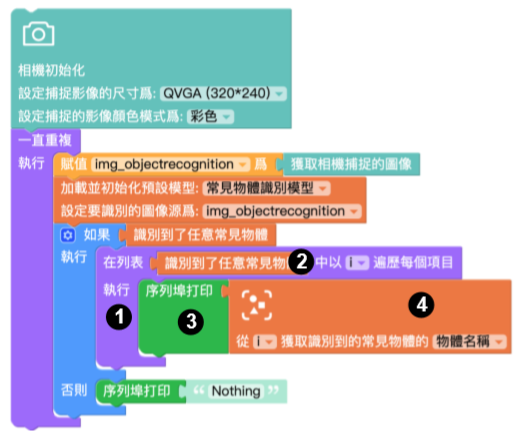 相機初始化
設定捕捉影像的尺寸爲: QVGA (320*240)
設定捕捉的影像顏色模式爲: 彩色
一直重複
執行 賦值 img_objectrecognition 爲 獲取相機捕捉的圖像
加載並初始化預設模型: 常見物體識別模型
設定要識別的圖像源爲: img_objectrecognition
如果 識別到了任意常見物體
執行 在列表 識別到了任意常見物 2 中以 i 遍歷每個項目
執行 序列埠打印
1 3 4
從 i 獲取識別到的常見物體的 物體名稱
否則 序列埠打印 “ Nothing ”